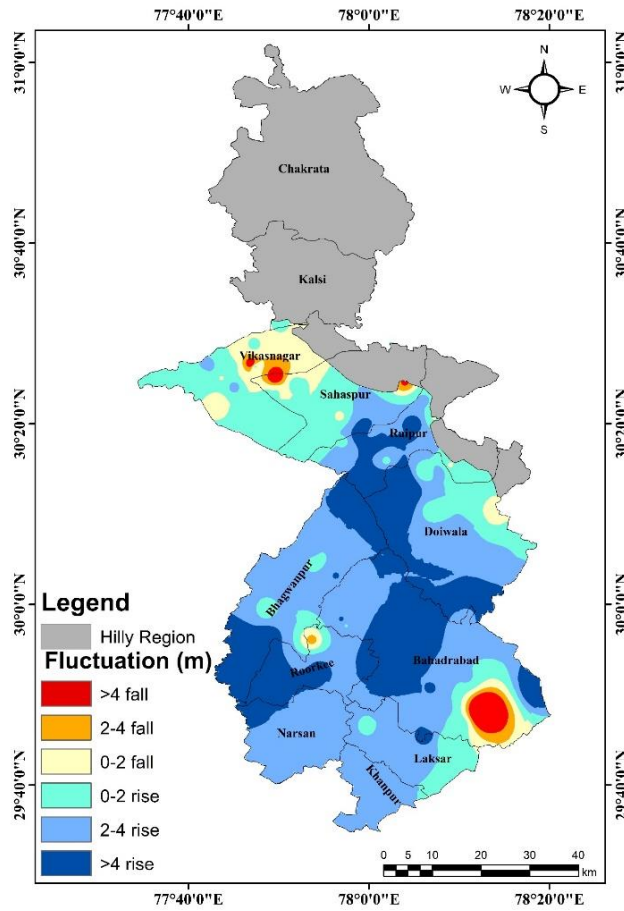 77°40'0"E 78°0'0"E 78°20'0"E
31°0'0"N
31°0'0"N
N
W E
S
Chakrata
30°40'0"N
30°40'0"N
Kalsi
Vikasnagar
Sahaspur
30°20'0"N
30°20'0"N
Raipur
Doiwala
30°0'0"N
30°0'0"N
Bhagwanpur
Legend
Hilly Region
Fluctuation (m)
>4 fall
2-4 fall
0-2 fall
0-2 rise
2-4 rise
>4 rise
Bahadrabad
Roorkee
Narsan
Laksar
Khanpur
29°40'0"N
29°40'0"N
0 5 10 20 30 40
km
77°40'0"E 78°0'0"E 78°20'0"E